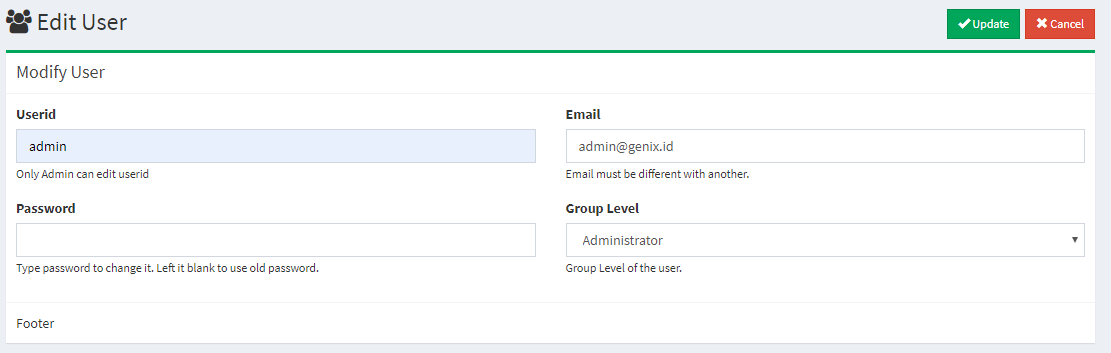 Edit User
Update
Cancel
Modify User
Userid
Email
admin
admin@genix.id
Only Admin can edit userid
Email must be different with another.
Password
Group Level
Administrator
Type password to change it. Left it blank to use old password.
Group Level of the user.
Footer